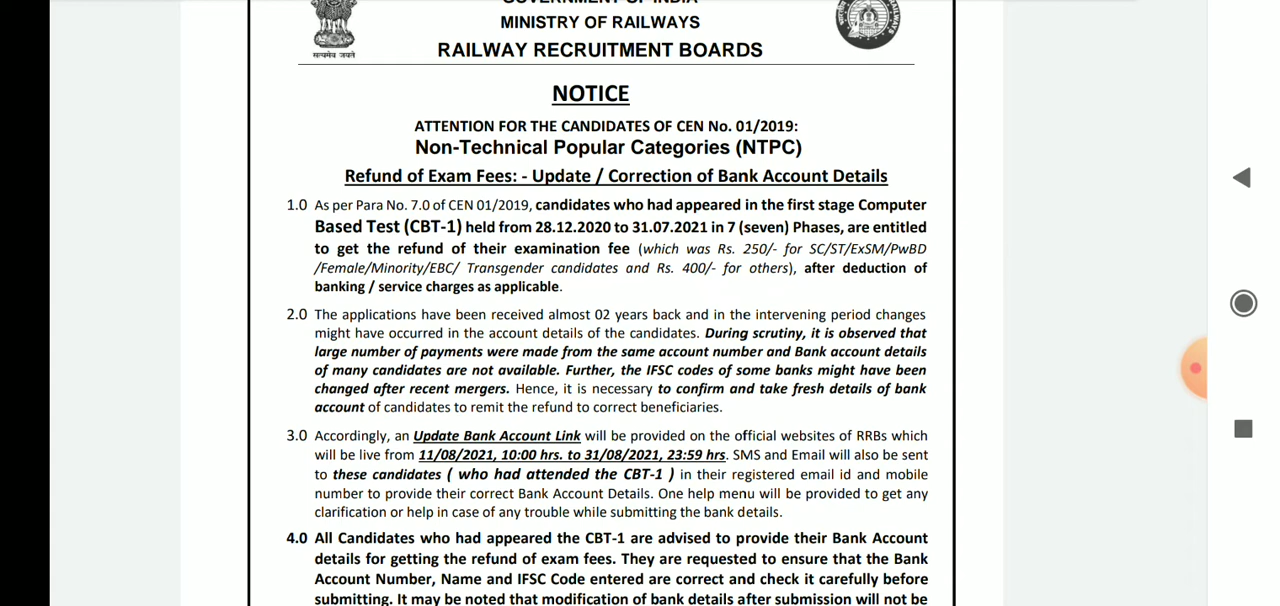 GOVERNMENT OF INDIA
MINISTRY OF RAILWAYS
RAILWAY RECRUITMENT BOARDS
सत्यमेव जयते
NOTICE
ATTENTION FOR THE CANDIDATES OF CEN No. 01/2019:
Non-Technical Popular Categories (NTPC)
Refund of Exam Fees: - Update / Correction of Bank Account Details
1.0 As per Para No. 7.0 of CEN 01/2019, candidates who had appeared in the first stage Computer
Based Test (CBT-1) held from 28.12.2020 to 31.07.2021 in 7 (seven) Phases, are entitled
to get the refund of their examination fee (which was Rs. 250/- for SC/ST/ExSM/PwBD
/Female/Minority/EBC/ Transgender candidates and Rs. 400/- for others), after deduction of
banking / service charges as applicable.
2.0 The applications have been received almost 02 years back and in the intervening period changes
might have occurred in the account details of the candidates. During scrutiny, it is observed that
large number of payments were made from the same account number and Bank account details
of many candidates are not available. Further, the IFSC codes of some banks might have been
changed after recent mergers. Hence, it is necessary to confirm and take fresh details of bank
account of candidates to remit the refund to correct beneficiaries.
3.0 Accordingly, an Update Bank Account Link will be provided on the official websites of RRBs which
will be live from 11/08/2021, 10:00 hrs. to 31/08/2021, 23:59 hrs. SMS and Email will also be sent
to these candidates ( who had attended the CBT-1 ) in their registered email id and mobile
number to provide their correct Bank Account Details. One help menu will be provided to get any
clarification or help in case of any trouble while submitting the bank details.
4.0 All Candidates who had appeared the CBT-1 are advised to provide their Bank Account
details for getting the refund of exam fees. They are requested to ensure that the Bank
Account Number, Name and IFSC Code entered are correct and check it carefully before
submitting. It may be noted that modification of bank details after submission will not be